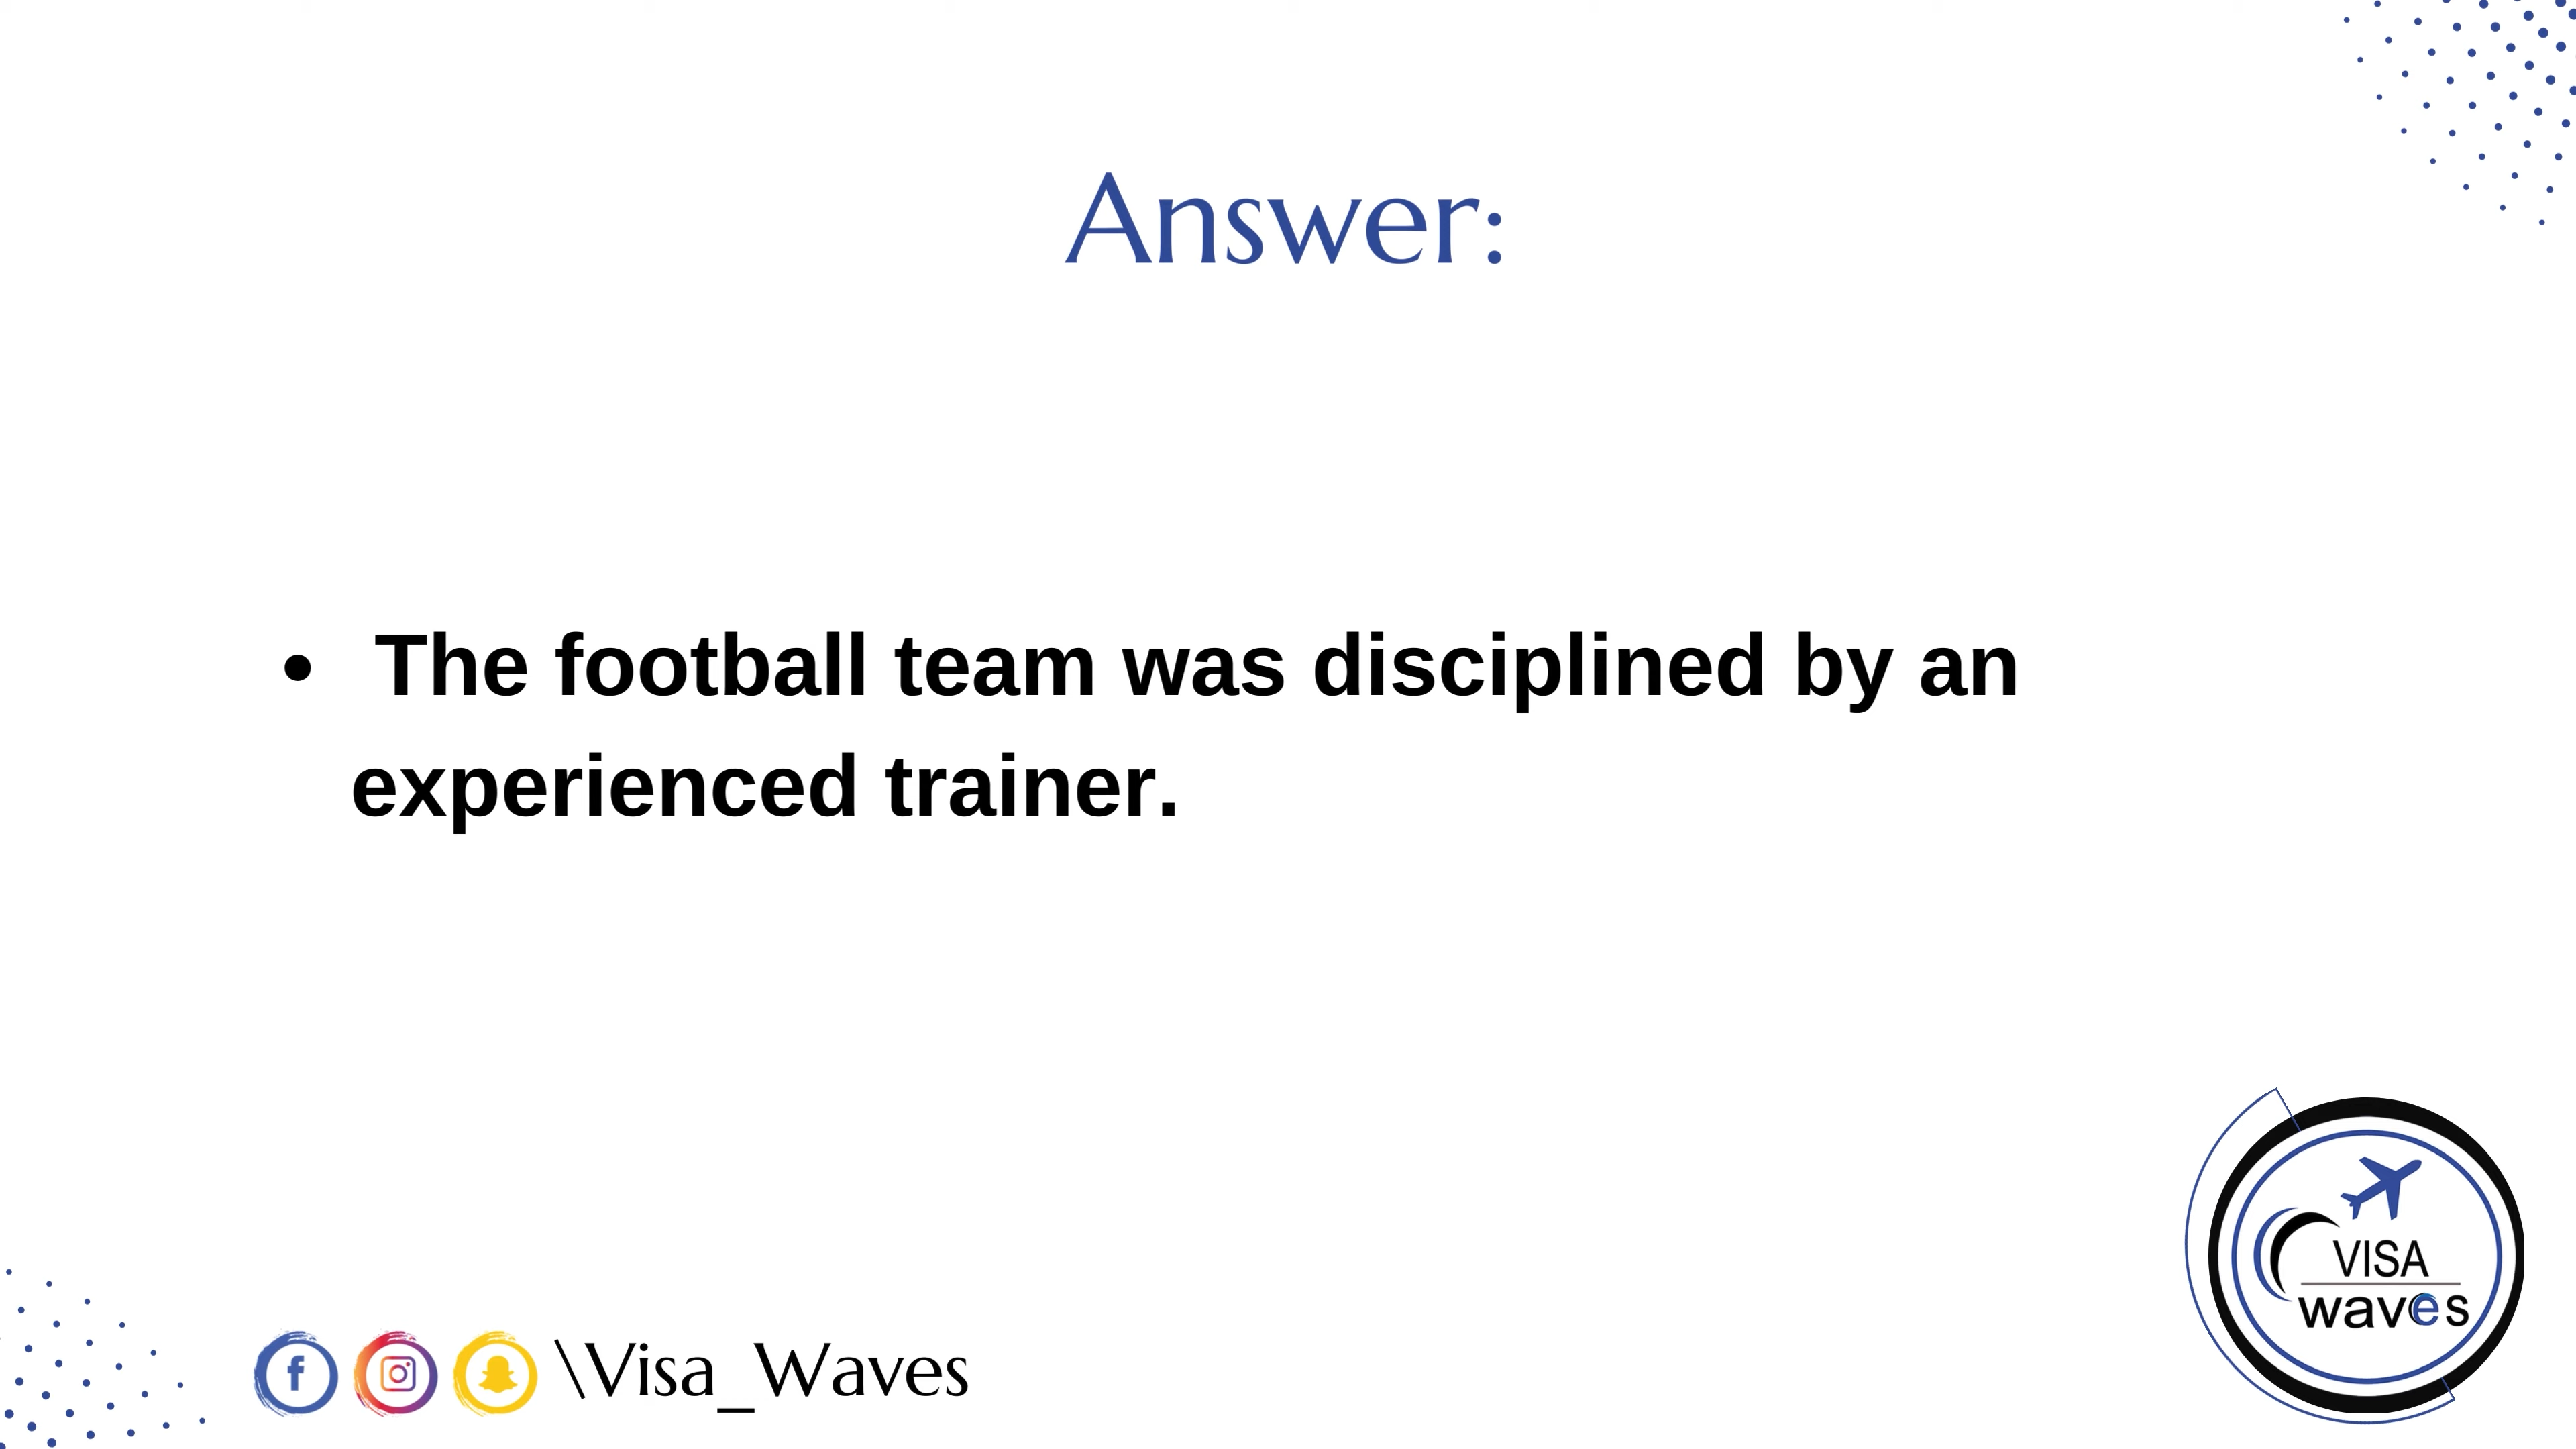 Answer:
• The football team was disciplined by an
experienced trainer.
VISA
waves
\Visa_Waves